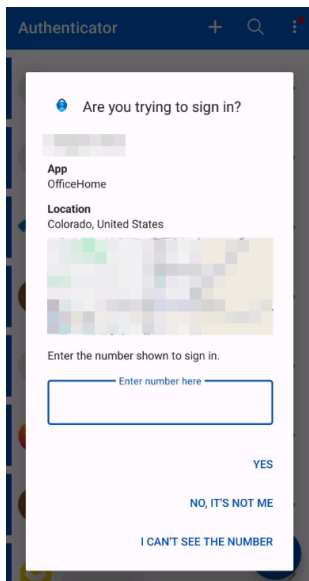 Authenticator
Are you trying to sign in?
App
OfficeHome
Location
Colorado, United States
Enter the number shown to sign in.
Enter number here
YES
NO, IT'S NOT ME
I CAN'T SEE THE NUMBER